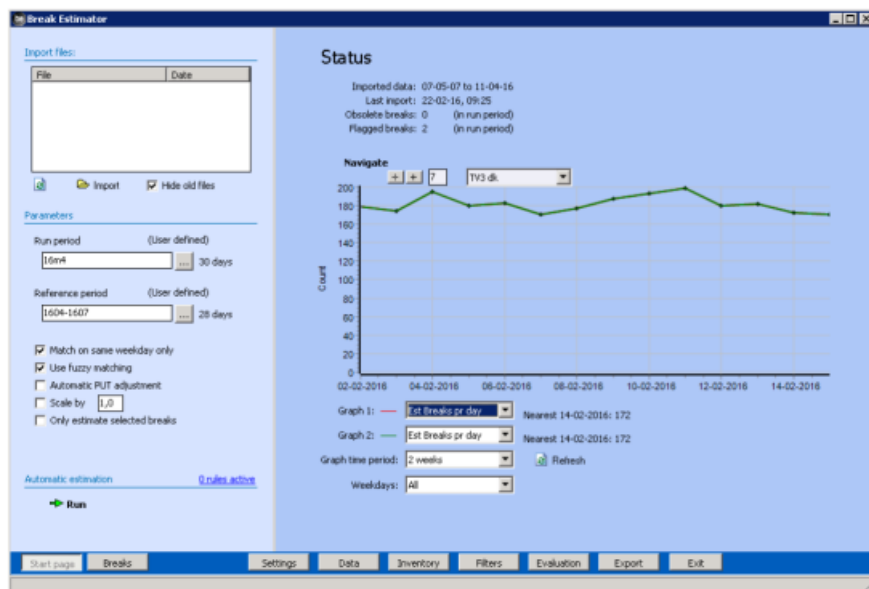 Break Estimator
Import files:
File Date
Import Hide old files
Parameters
Run period (User defined)
16m4 ... 30 days
Reference period (User defined)
1604-1607 ... 28 days
Match on same weekday only
Use fuzzy matching
Automatic PUT adjustment
Scale by 1,0
Only estimate selected breaks
Automatic estimation 0 rules active
Run
Status
Imported data: 07-05-07 to 11-04-16
Last import: 22-02-16, 09:25
Obsolete breaks: 0 (in run period)
Flagged breaks: 2 (in run period)
Navigate
+ + 7 TV3 dk
200
180
160
140
120
100
80
60
40
20
0
Count
02-02-2016 04-02-2016 06-02-2016 08-02-2016 10-02-2016 12-02-2016 14-02-2016
Graph 1: Est Breaks pr day Nearest 14-02-2016: 172
Graph 2: Est Breaks pr day Nearest 14-02-2016: 172
Graph time period: 2 weeks Refresh
Weekdays: All
Start page Breaks Settings Data Inventory Filters Evaluation Export Exit